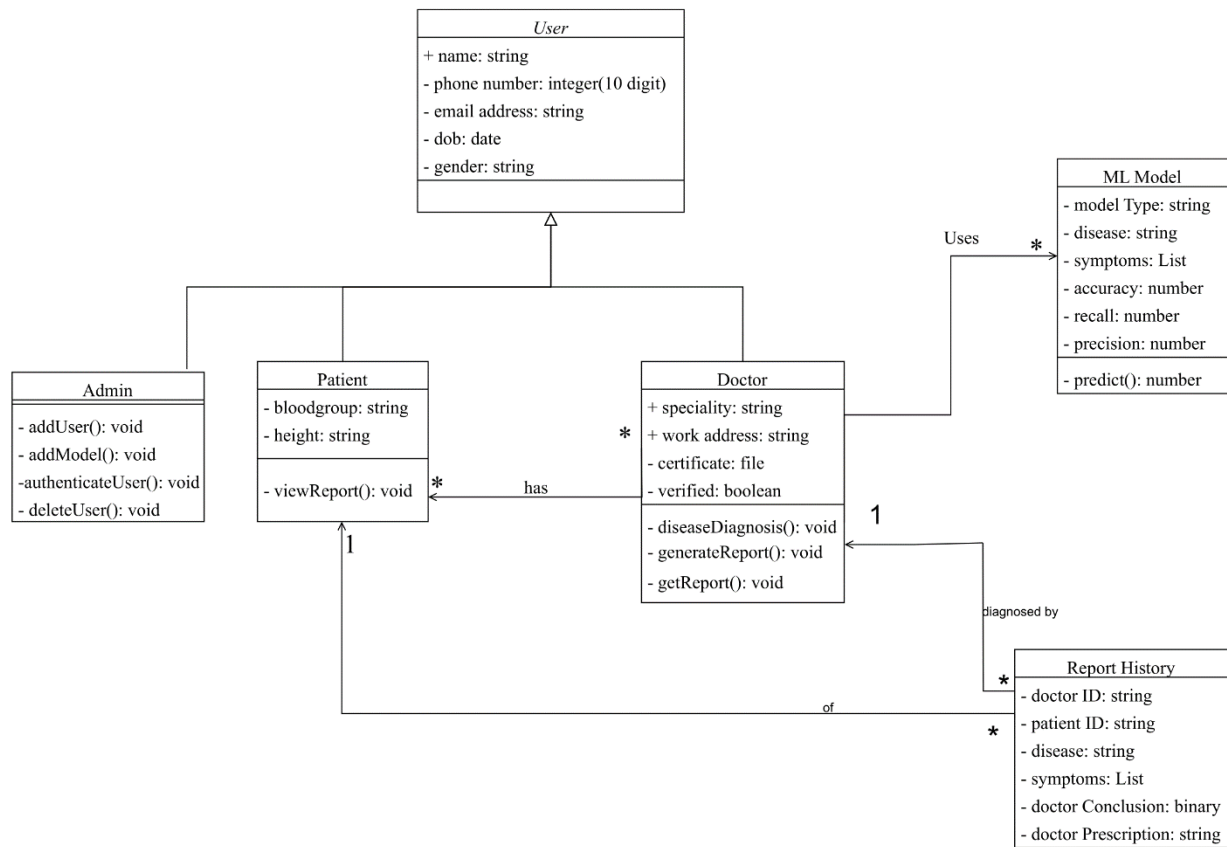 User
+ name: string
- phone number: integer(10 digit)
- email address: string
- dob: date
- gender: string
ML Model
- model Type: string
- disease: string
- symptoms: List
- accuracy: number
- recall: number
- precision: number
- predict(): number
Uses
*
Admin
- addUser(): void
- addModel(): void
-authenticateUser(): void
- deleteUser(): void
Patient
- bloodgroup: string
- height: string
- viewReport(): void
*
has
*
Doctor
+ speciality: string
+ work address: string
- certificate: file
- verified: boolean
- diseaseDiagnosis(): void
- generateReport(): void
- getReport(): void
1
1
diagnosed by
*
of
*
Report History
- doctor ID: string
- patient ID: string
- disease: string
- symptoms: List
- doctor Conclusion: binary
- doctor Prescription: string